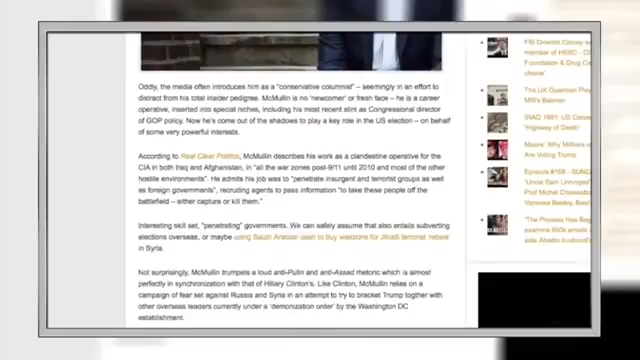 Oddly, the media often introduces him as a "conservative columnist" – seemingly in an effort to
distract from his total insider pedigree. McMullin is no 'newcomer' or fresh face – he is a career
operative, inserted into special niches, including his most recent stint as Congressional director
of GOP policy. Now he's come out of the shadows to play a key role in the US election – on
behalf of some very powerful interests.
According to Real Clear Politics, McMullin describes his work as a clandestine operative for the
CIA in both Iraq and Afghanistan, in "all the war zones post-9/11 until 2010 and most of the other
hostile environments". He admits his job was to "penetrate insurgent and terrorist groups as well
as foreign governments", recruiting agents to pass information "to take these people off the
battlefield – either capture or kill them."
Interesting skill set, "penetrating" governments. We can safely assume that also entails subverting
elections overseas, or maybe using Saudi Arabian cash to buy weapons for Jihadi terrorist 'rebels'
in Syria.
Not surprisingly, McMullin trumpets a loud anti-Putin and anti-Assad rhetoric which is almost
perfectly in synchronization with that of Hillary Clinton's. Like Clinton, McMullin relies on a
campaign of fear set against Russia and Syria in an attempt to try to bracket Trump togther with
other overseas leaders currently under a 'demonization order' by the Washington DC
establishment.
FBI Director Comey
member of HSBC - Cl
Foundation & Drug Ca
choice'
The UK Guardian Play
Mill's Batman
IRAQ 1991: US
'Highway of Death'
Moore: Why Millions
Are Voting Trump
Episode #158 – SUN
'Uncle Sam Unhinged'
Prof Michel
Vanessa Beeley,
'The Process Has Beg
examine 650k emails
aide Abedin husband